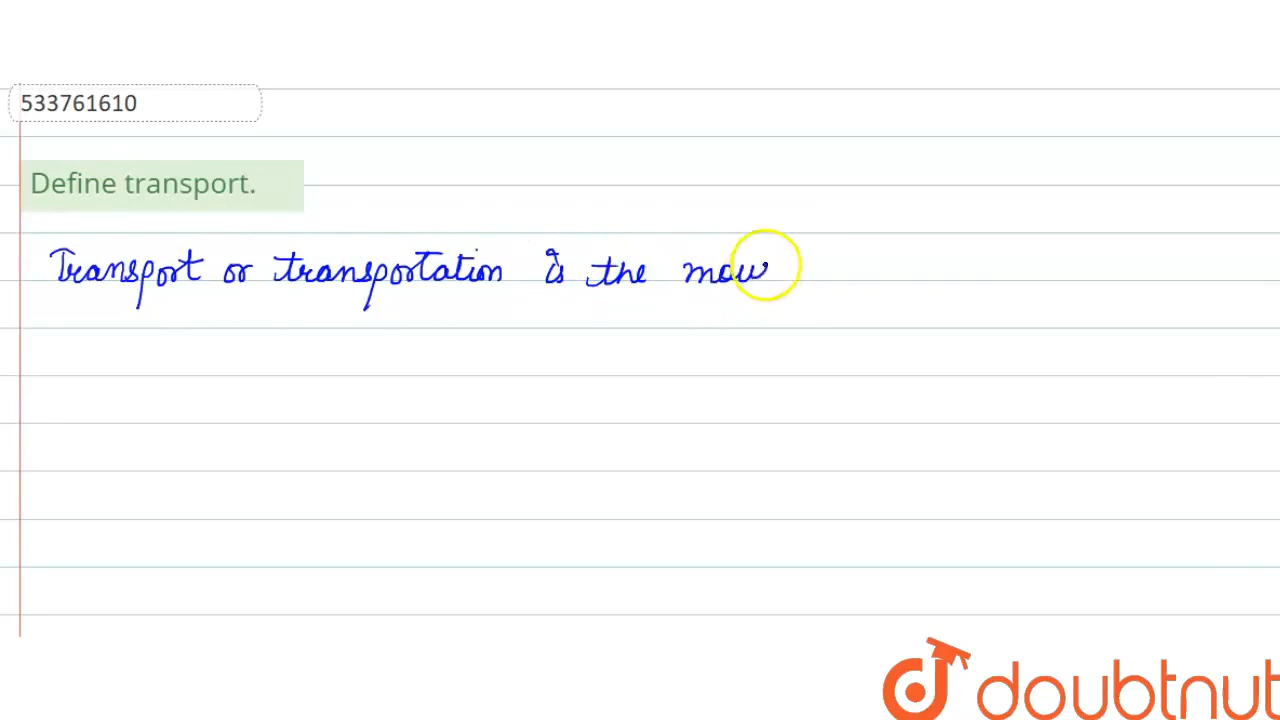 533761610
Define transport.
Transport or transportation is the mov
doubtnut